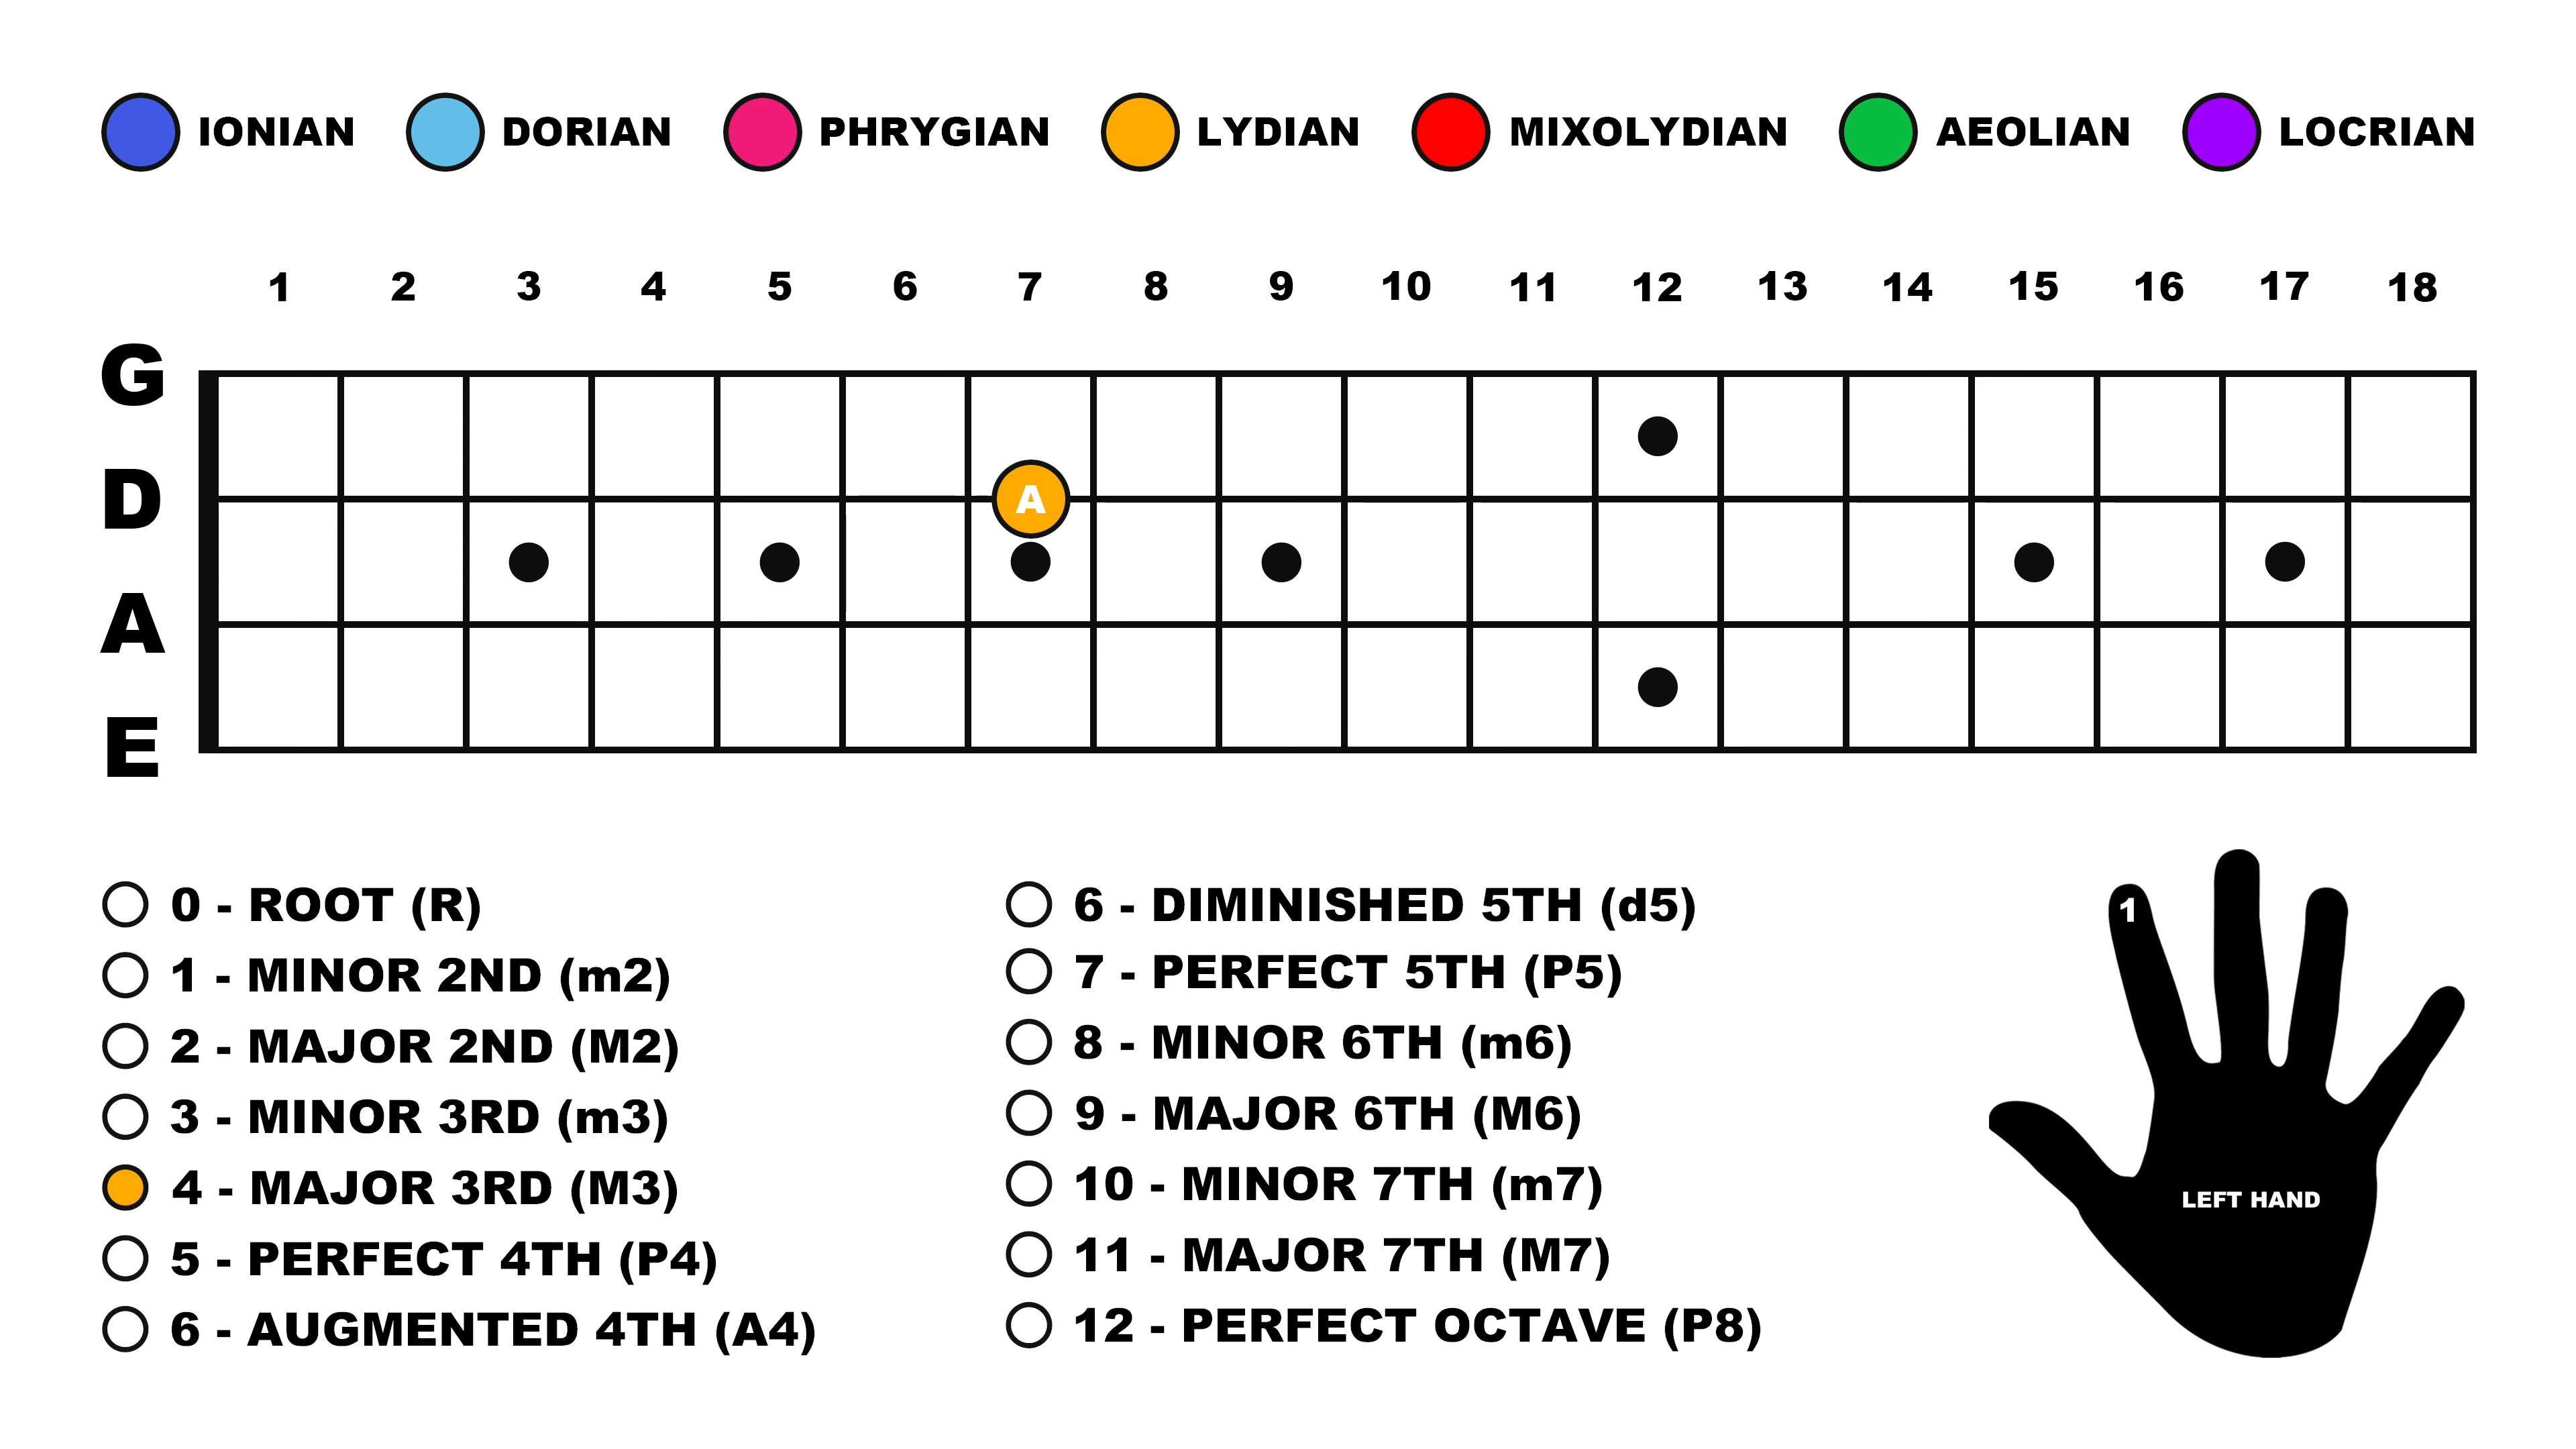 IONIAN DORIAN PHRYGIAN LYDIAN MIXOLYDIAN AEOLIAN LOCRIAN
1 2 3 4 5 6 7 8 9 10 11 12 13 14 15 16 17 18
G
D
A
A
E
0 - ROOT (R)
1 - MINOR 2ND (m2)
2 - MAJOR 2ND (M2)
3 - MINOR 3RD (m3)
4 - MAJOR 3RD (M3)
5 - PERFECT 4TH (P4)
6 - AUGMENTED 4TH (A4)
6 - DIMINISHED 5TH (d5)
7 - PERFECT 5TH (P5)
8 - MINOR 6TH (m6)
9 - MAJOR 6TH (M6)
10 - MINOR 7TH (m7)
11 - MAJOR 7TH (M7)
12 - PERFECT OCTAVE (P8)
1
LEFT HAND